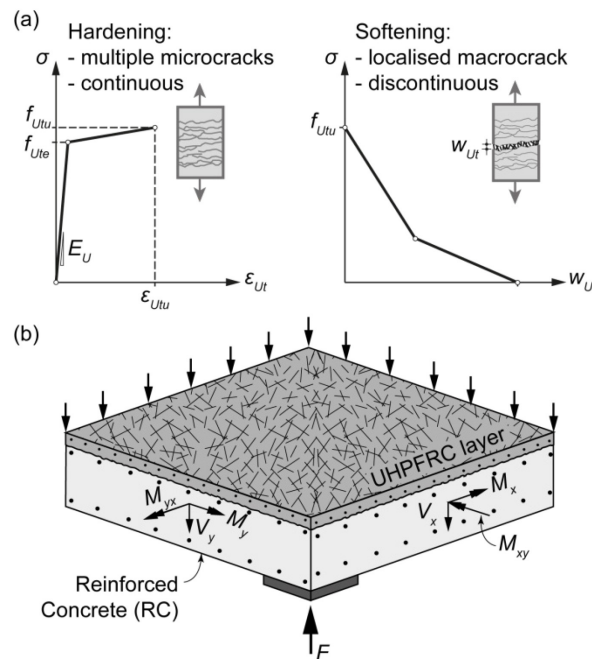 (a)
Hardening:
- multiple microcracks
- continuous
σ
f_Utu
f_Ute
E_U
ε_Utu
ε_Ut
Softening:
- localised macrocrack
- discontinuous
σ
f_Utu
w_Ut
w_U
(b)
UHPFRC layer
M_yx
V_y
M_y
V_x
M_x
M_xy
Reinforced
Concrete (RC)
F